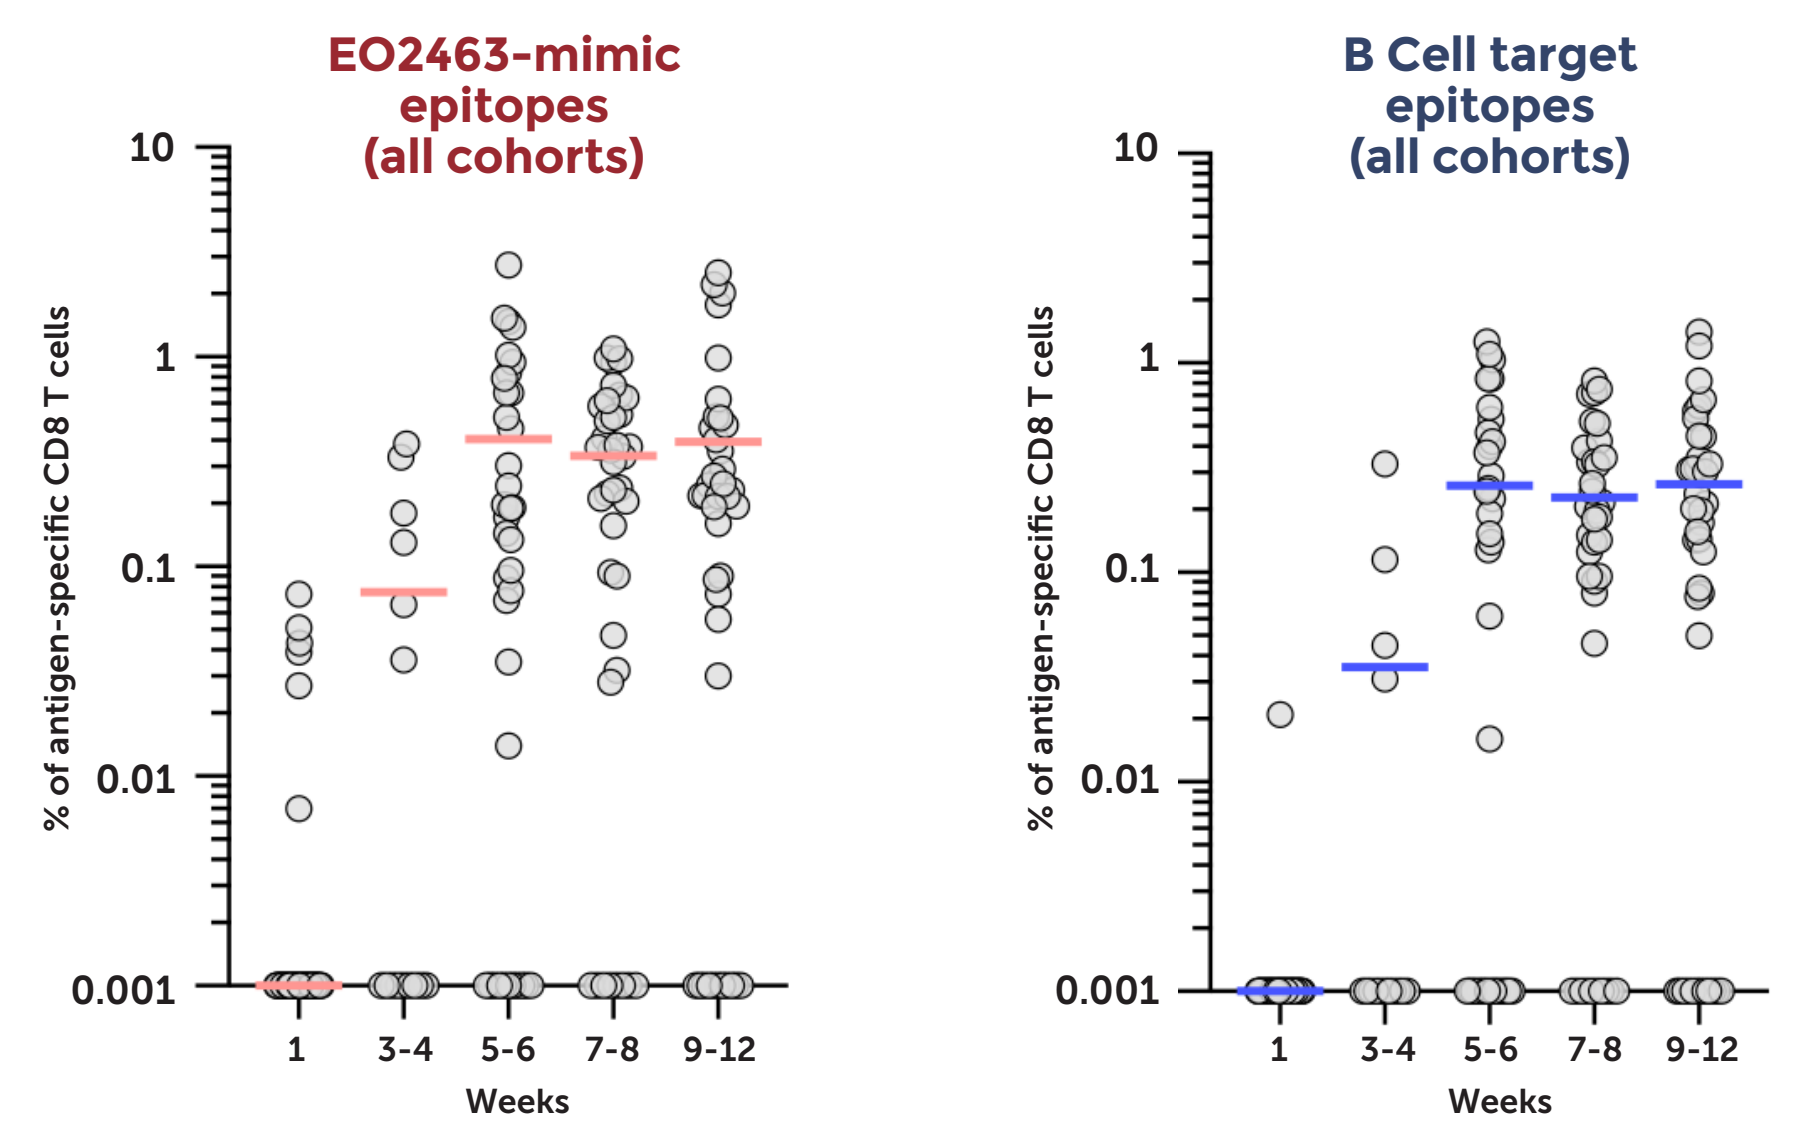 EO2463-mimic
epitopes
(all cohorts)
% of antigen-specific CD8 T cells
10
1
0.1
0.01
0.001
1 3-4 5-6 7-8 9-12
Weeks
B Cell target
epitopes
(all cohorts)
% of antigen-specific CD8 T cells
10
1
0.1
0.01
0.001
1 3-4 5-6 7-8 9-12
Weeks